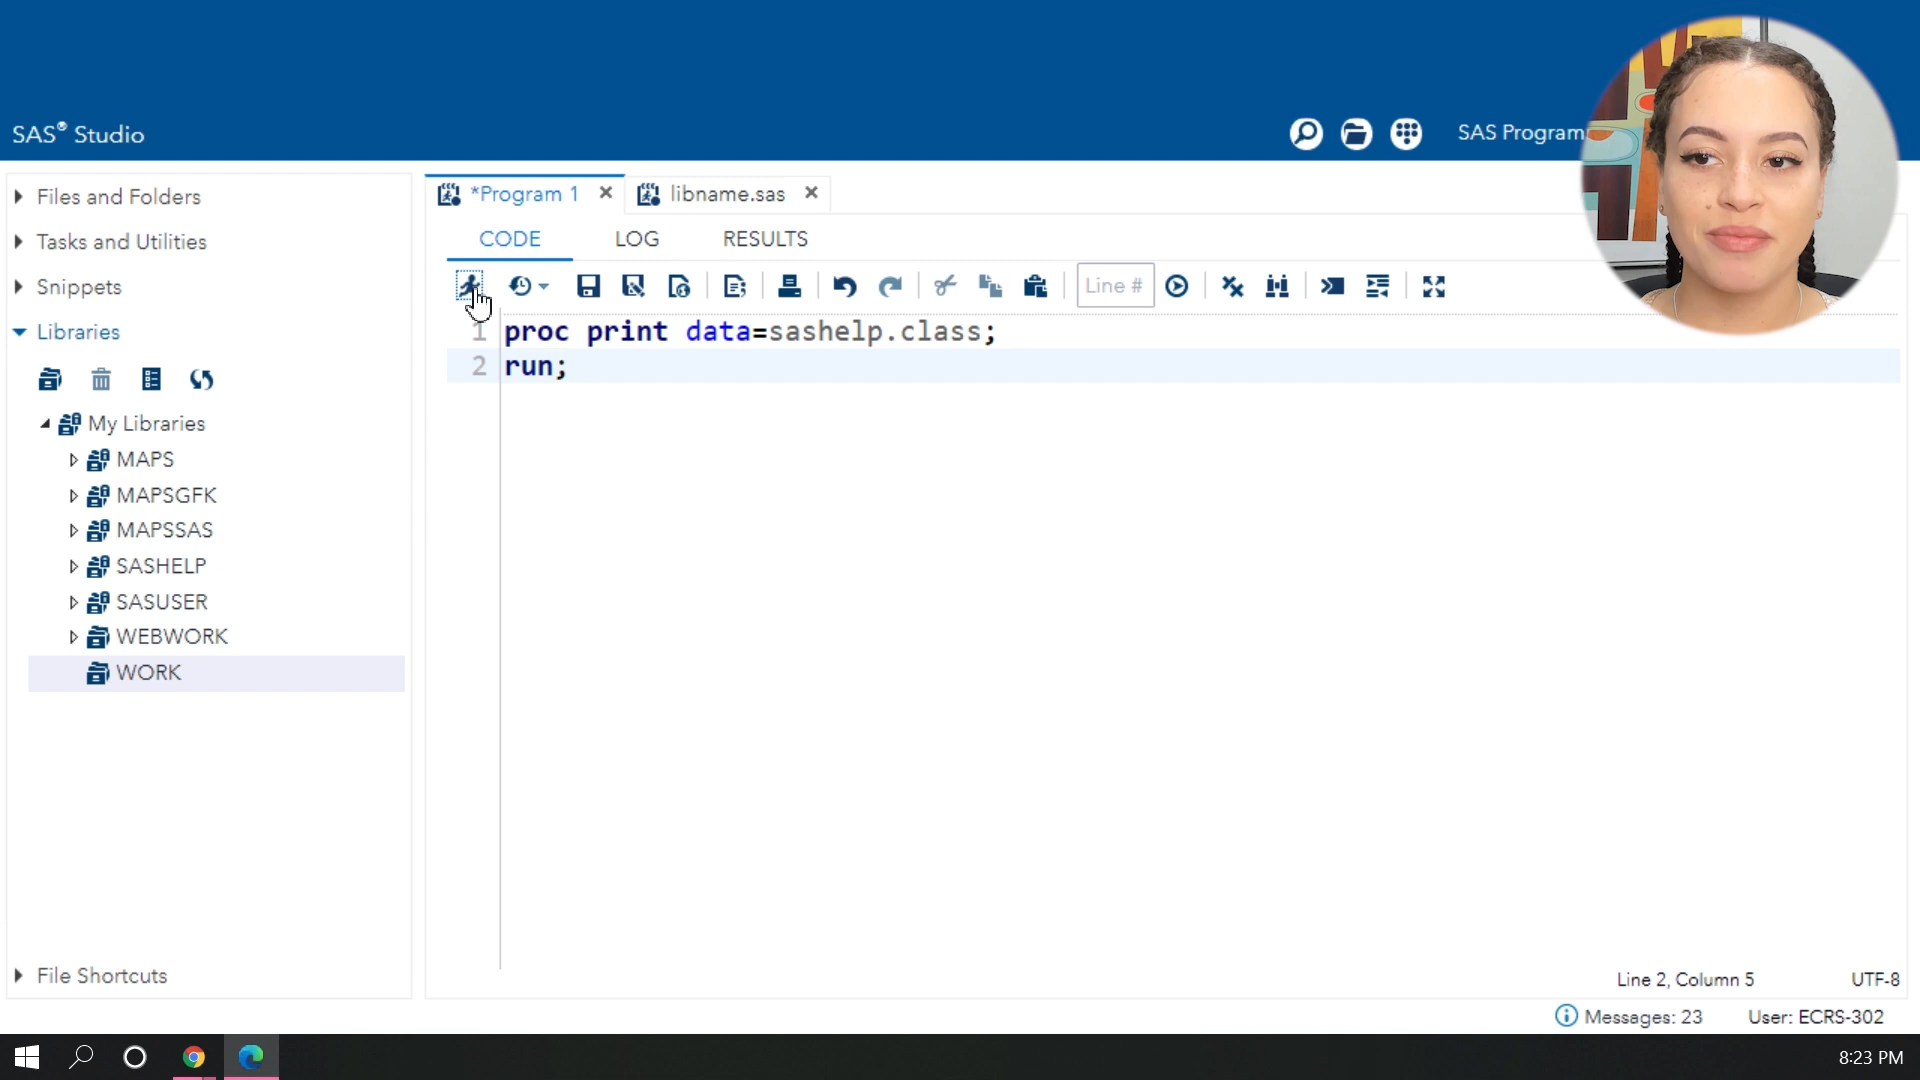 SAS® Studio
SAS Program
Files and Folders
Tasks and Utilities
Snippets
Libraries
My Libraries
MAPS
MAPSGFK
MAPSSAS
SASHELP
SASUSER
WEBWORK
WORK
File Shortcuts
*Program 1
libname.sas
CODE LOG RESULTS
Line #
1 proc print data=sashelp.class;
2 run;
Line 2, Column 5 UTF-8
Messages: 23 User: ECRS-302
8:23 PM